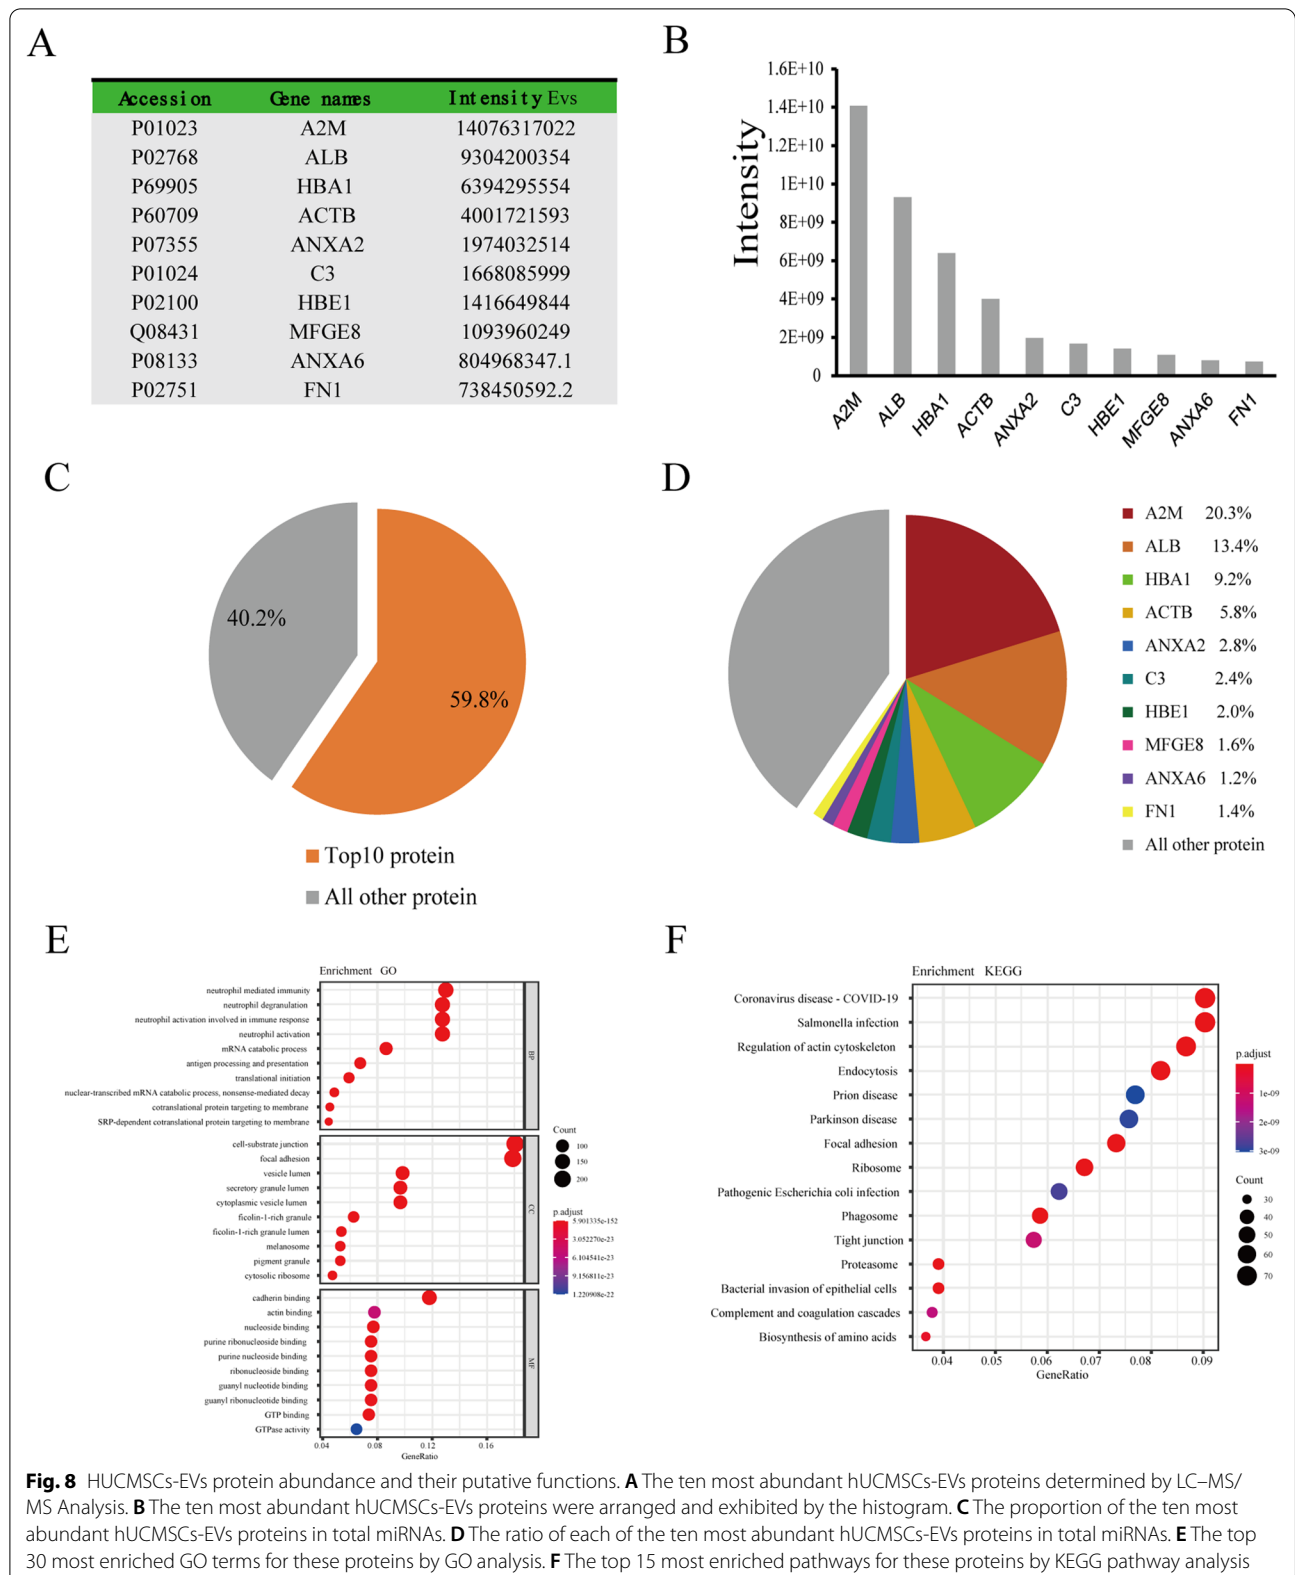 A
Accession Gene names Intensity Evs
P01023 A2M 14076317022
P02768 ALB 9304200354
P69905 HBA1 6394295554
P60709 ACTB 4001721593
P07355 ANXA2 1974032514
P01024 C3 1668085999
P02100 HBE1 1416649844
Q08431 MFGE8 1093960249
P08133 ANXA6 804968347.1
P02751 FN1 738450592.2
B
Intensity
1.6E+10
1.4E+10
1.2E+10
1E+10
8E+09
6E+09
4E+09
2E+09
0
A2M ALB HBA1 ACTB ANXA2 C3 HBE1 MFGE8 ANXA6 FN1
C
40.2%
59.8%
Top10 protein
All other protein
D
A2M 20.3%
ALB 13.4%
HBA1 9.2%
ACTB 5.8%
ANXA2 2.8%
C3 2.4%
HBE1 2.0%
MFGE8 1.6%
ANXA6 1.2%
FN1 1.4%
All other protein
E
Enrichment GO
neutrophil mediated immunity
neutrophil degranulation
neutrophil activation involved in immune response
neutrophil activation
mRNA catabolic process
antigen processing and presentation
translational initiation
nuclear-transcribed mRNA catabolic process, nonsense-mediated decay
cotranslational protein targeting to membrane
SRP-dependent cotranslational protein targeting to membrane
BP
cell-substrate junction
focal adhesion
vesicle lumen
secretory granule lumen
cytoplasmic vesicle lumen
ficolin-1-rich granule
ficolin-1-rich granule lumen
melanosome
pigment granule
cytosolic ribosome
CC
cadherin binding
actin binding
nucleoside binding
purine ribonucleoside binding
purine nucleoside binding
ribonucleoside binding
guanyl nucleotide binding
guanyl ribonucleotide binding
GTP binding
GTPase activity
MF
0.04 0.08 0.12 0.16
GeneRatio
Count
100
150
200
p.adjust
5.901335e-152
3.052270e-23
6.104541e-23
9.156811e-23
1.220908e-22
F
Enrichment KEGG
Coronavirus disease - COVID-19
Salmonella infection
Regulation of actin cytoskeleton
Endocytosis
Prion disease
Parkinson disease
Focal adhesion
Ribosome
Pathogenic Escherichia coli infection
Phagosome
Tight junction
Proteasome
Bacterial invasion of epithelial cells
Complement and coagulation cascades
Biosynthesis of amino acids
0.04 0.05 0.06 0.07 0.08 0.09
GeneRatio
p.adjust
1e-09
2e-09
3e-09
Count
30
40
50
60
70
Fig. 8 HUCMSCs-EVs protein abundance and their putative functions. A The ten most abundant hUCMSCs-EVs proteins determined by LC–MS/
MS Analysis. B The ten most abundant hUCMSCs-EVs proteins were arranged and exhibited by the histogram. C The proportion of the ten most
abundant hUCMSCs-EVs proteins in total miRNAs. D The ratio of each of the ten most abundant hUCMSCs-EVs proteins in total miRNAs. E The top
30 most enriched GO terms for these proteins by GO analysis. F The top 15 most enriched pathways for these proteins by KEGG pathway analysis